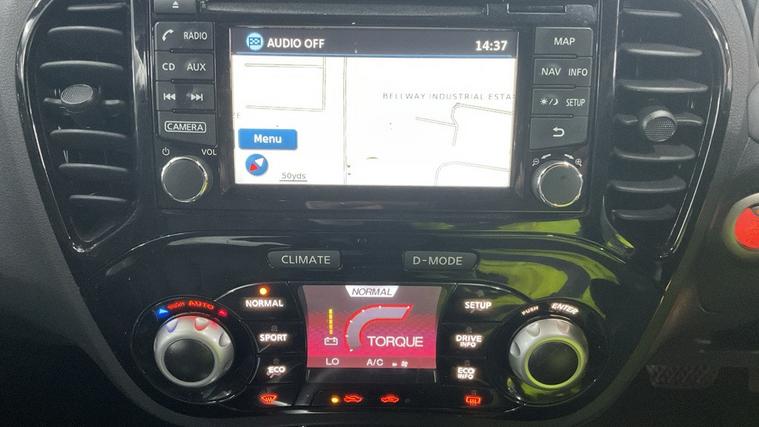 RADIO
AUDIO OFF 14:37
MAP
CD AUX
NAV INFO
BELLWAY INDUSTRIAL ESTA
SETUP
CAMERA
Menu
VOL
50yds
CLIMATE
D-MODE
NORMAL
NORMAL
SETUP
AUTO
PUSH ENTER
SPORT
TORQUE
DRIVE INFO
ECO
LO A/C
ECO INFO